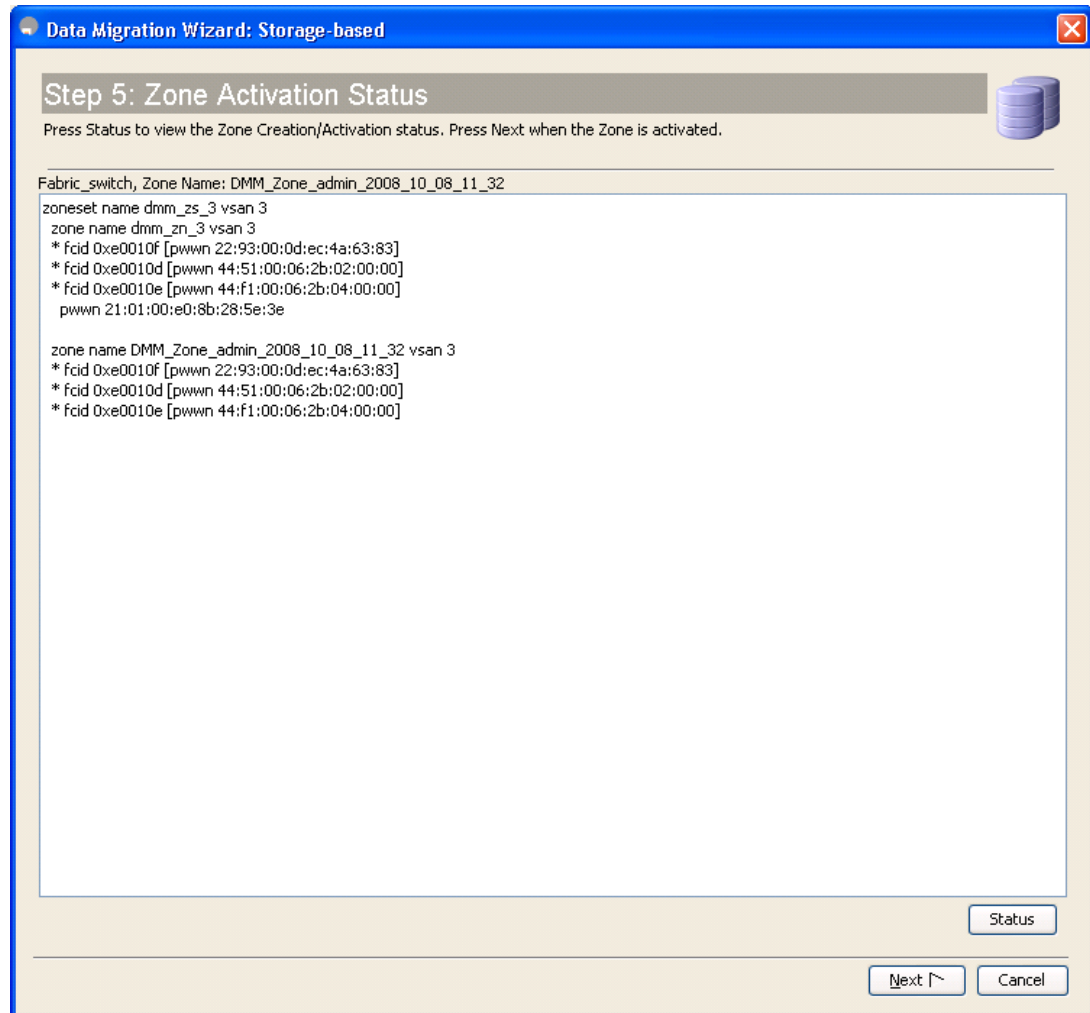 Data Migration Wizard: Storage-based
Step 5: Zone Activation Status
Press Status to view the Zone Creation/Activation status. Press Next when the Zone is activated.
Fabric_switch, Zone Name: DMM_Zone_admin_2008_10_08_11_32
zoneset name dmm_zs_3 vsan 3
zone name dmm_zn_3 vsan 3
* fcid 0xe0010f [pwwn 22:93:00:0d:ec:4a:63:83]
* fcid 0xe0010d [pwwn 44:51:00:06:2b:02:00:00]
* fcid 0xe0010e [pwwn 44:f1:00:06:2b:04:00:00]
pwwn 21:01:00:e0:8b:28:5e:3e
zone name DMM_Zone_admin_2008_10_08_11_32 vsan 3
* fcid 0xe0010f [pwwn 22:93:00:0d:ec:4a:63:83]
* fcid 0xe0010d [pwwn 44:51:00:06:2b:02:00:00]
* fcid 0xe0010e [pwwn 44:f1:00:06:2b:04:00:00]
Status
Next
Cancel